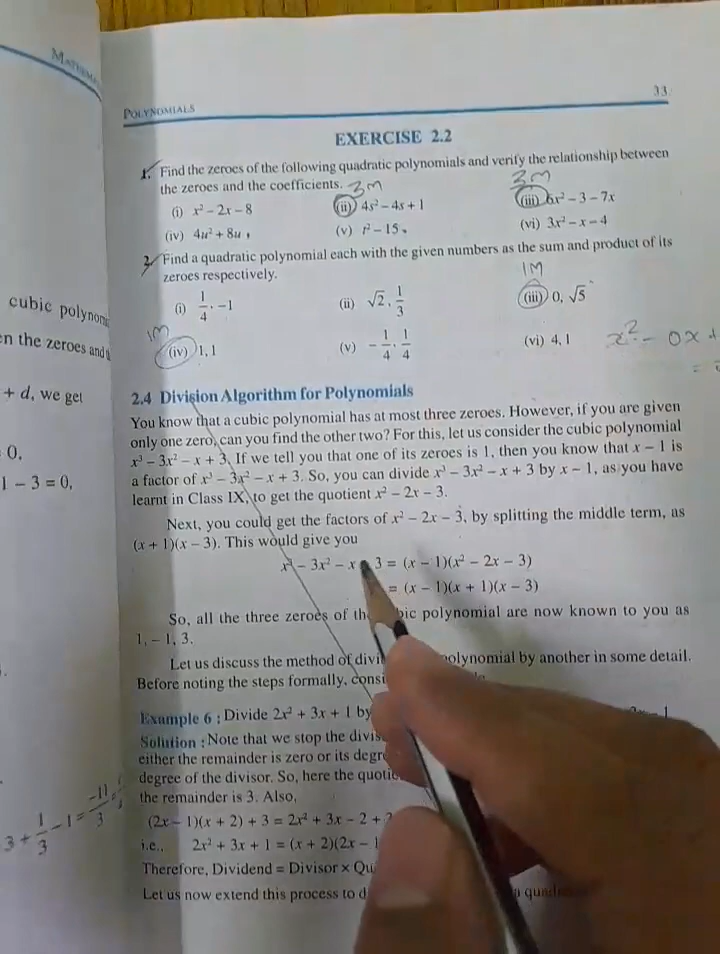 MATHEMA
POLYNOMIALS 33
EXERCISE 2.2
1. Find the zeroes of the following quadratic polynomials and verify the relationship between
the zeroes and the coefficients. 3M 3M
(i) x² – 2x – 8 (ii) 4s² – 4s + 1 (iii) 6x² – 3 – 7x
(iv) 4u² + 8u (v) t² – 15 (vi) 3x² – x – 4
2. Find a quadratic polynomial each with the given numbers as the sum and product of its
zeroes respectively. 1M
(i) 1/4, –1 (ii) √2, 1/3 (iii) 0, √5
1M
(iv) 1, 1 (v) –1/4, 1/4 (vi) 4, 1 x² – 0x +
=
cubic polynom
en the zeroes and
+ d, we get
0,
1 – 3 = 0,
3 + 1/3 – 1 = –11/3
2.4 Division Algorithm for Polynomials
You know that a cubic polynomial has at most three zeroes. However, if you are given
only one zero, can you find the other two? For this, let us consider the cubic polynomial
x³ – 3x² – x + 3. If we tell you that one of its zeroes is 1, then you know that x – 1 is
a factor of x³ – 3x² – x + 3. So, you can divide x³ – 3x² – x + 3 by x – 1, as you have
learnt in Class IX, to get the quotient x² – 2x – 3.
Next, you could get the factors of x² – 2x – 3, by splitting the middle term, as
(x + 1)(x – 3). This would give you
x³ – 3x² – x 3 = (x – 1)(x² – 2x – 3)
= (x – 1)(x + 1)(x – 3)
So, all the three zeroes of the bic polynomial are now known to you as
1, – 1, 3.
Let us discuss the method of divi polynomial by another in some detail.
Before noting the steps formally, consi
Example 6 : Divide 2x² + 3x + 1 by
Solution : Note that we stop the divis
either the remainder is zero or its degre
degree of the divisor. So, here the quotie
the remainder is 3. Also,
(2x – 1)(x + 2) + 3 = 2x² + 3x – 2 +
i.e., 2x² + 3x + 1 = (x + 2)(2x – 1
Therefore, Dividend = Divisor × Qu
Let us now extend this process to d a quad